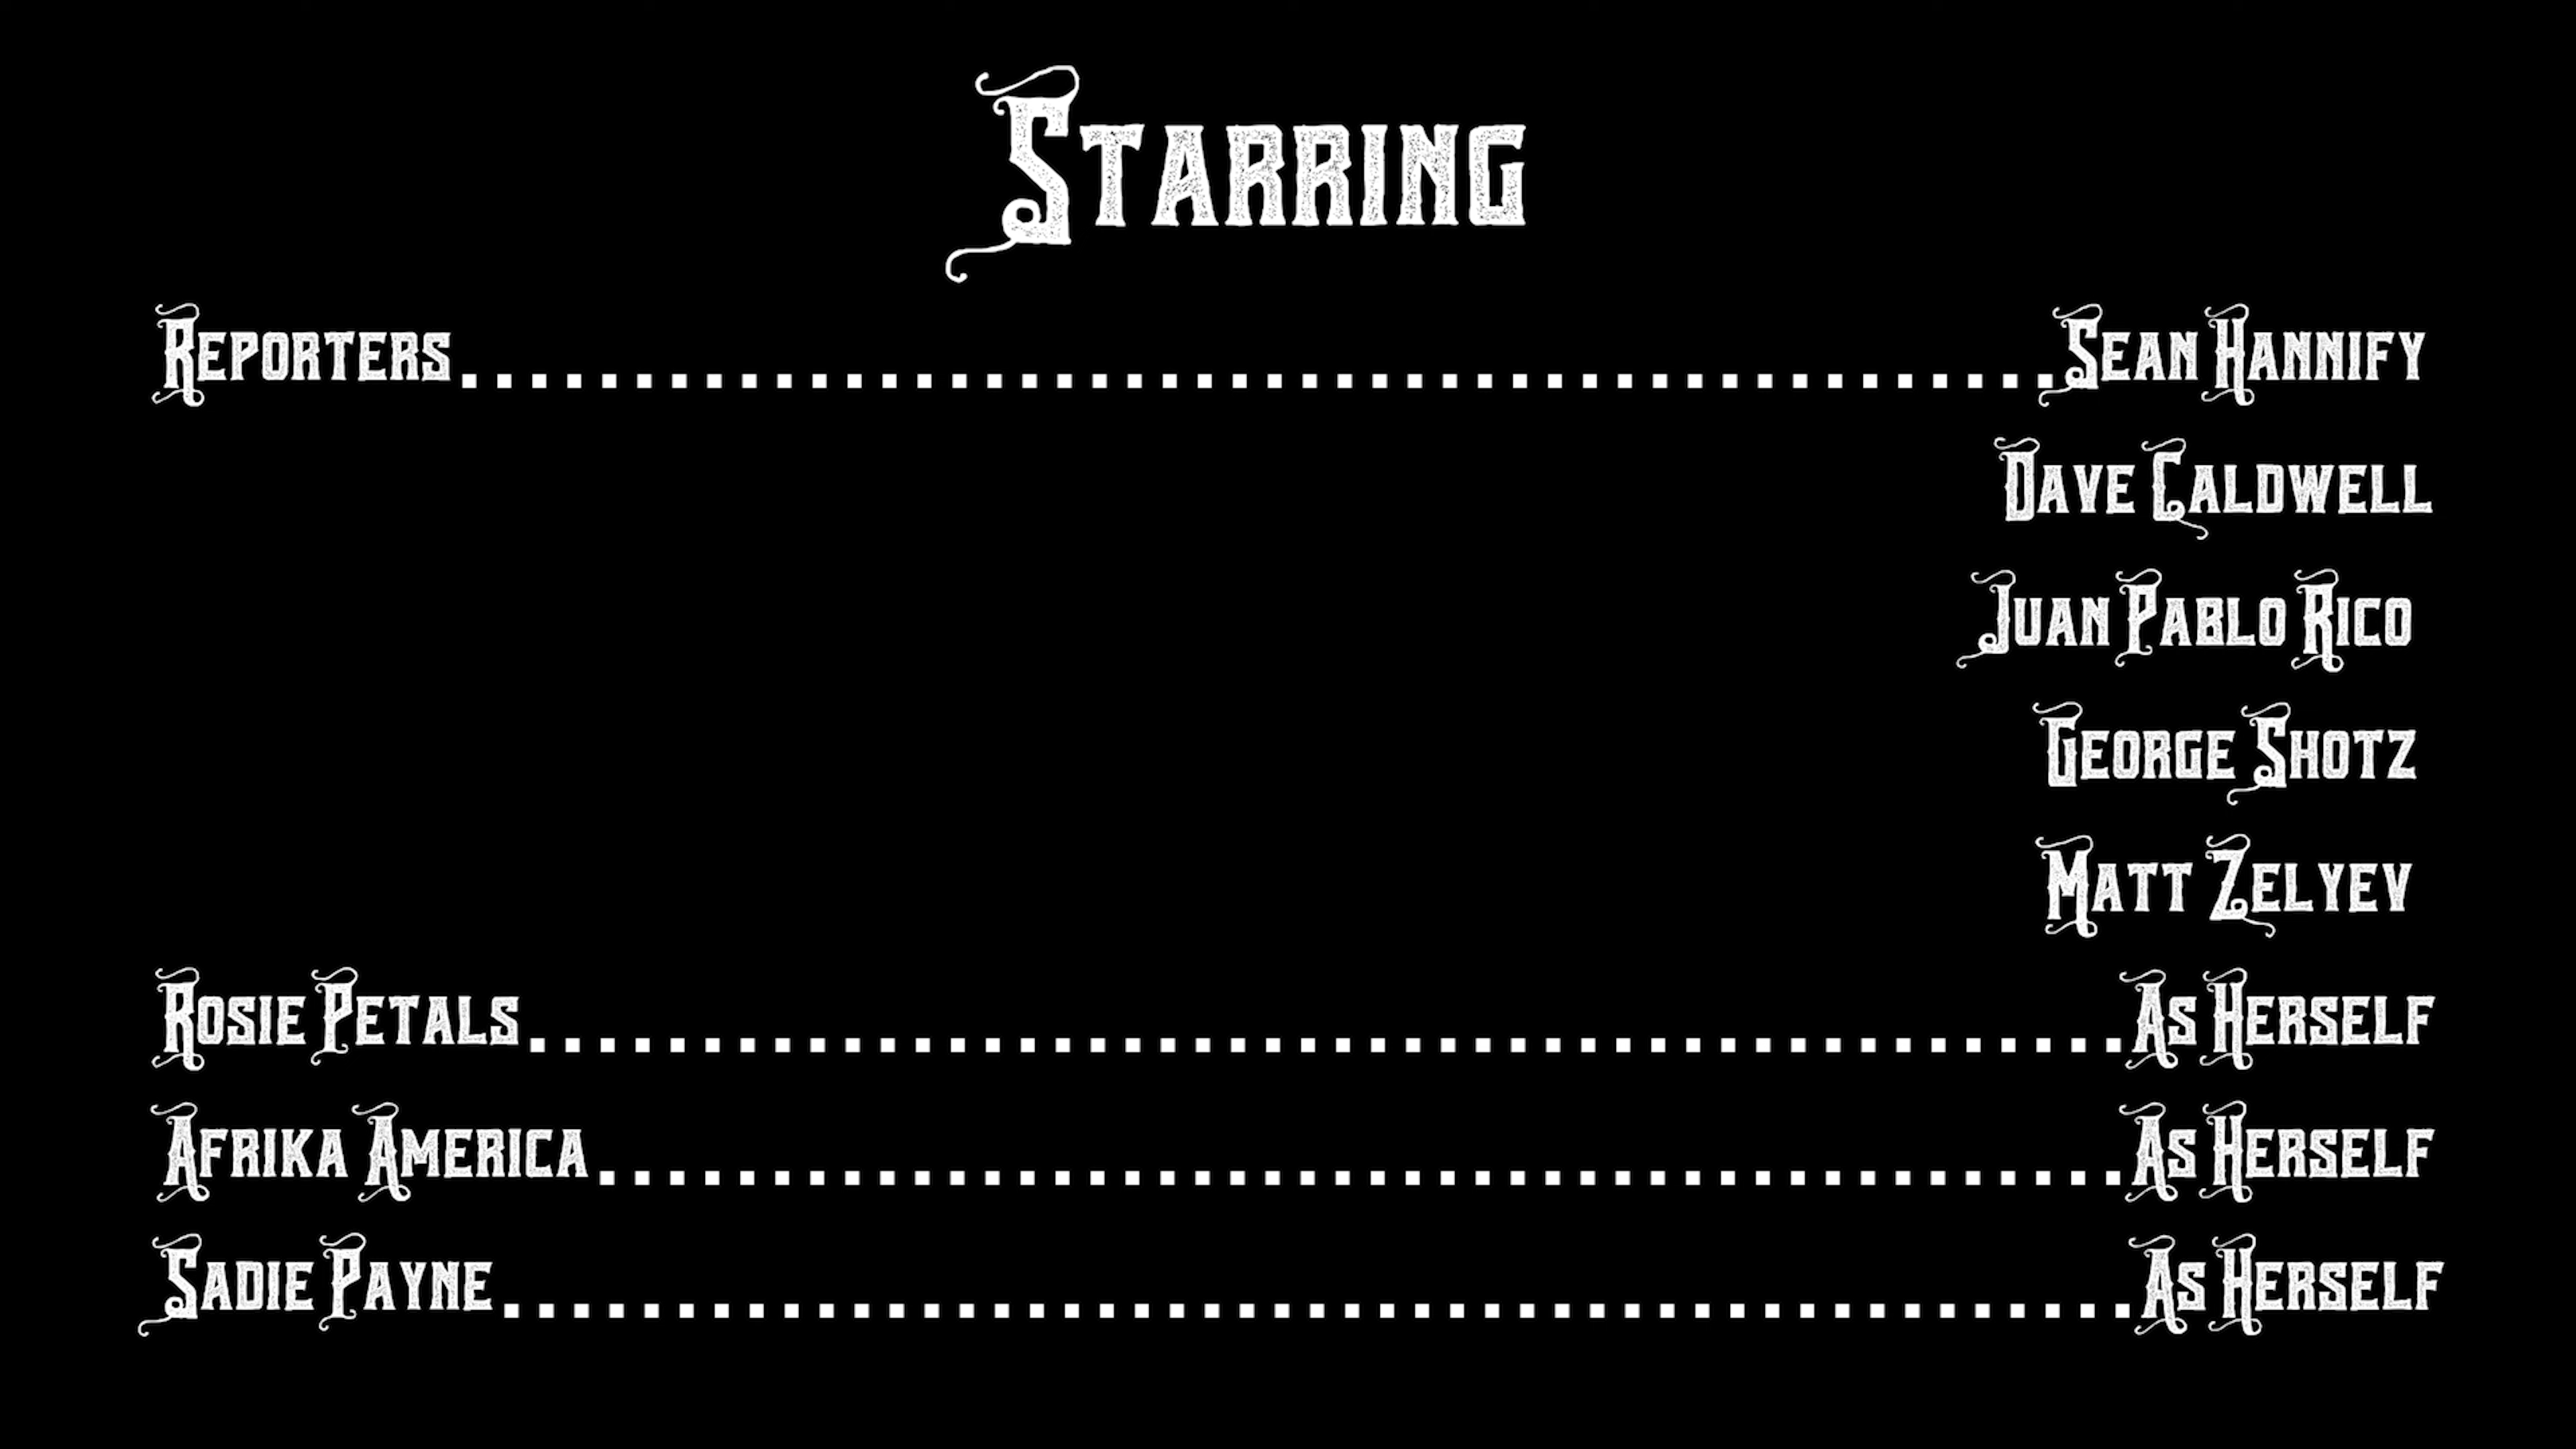 Starring
Reporters..............................................Sean Hannify
Dave Caldwell
Juan Pablo Rico
George Shotz
Matt Zelyev
Rosie Petals..............................................As Herself
Afrika America............................................As Herself
Sadie Payne...............................................As Herself